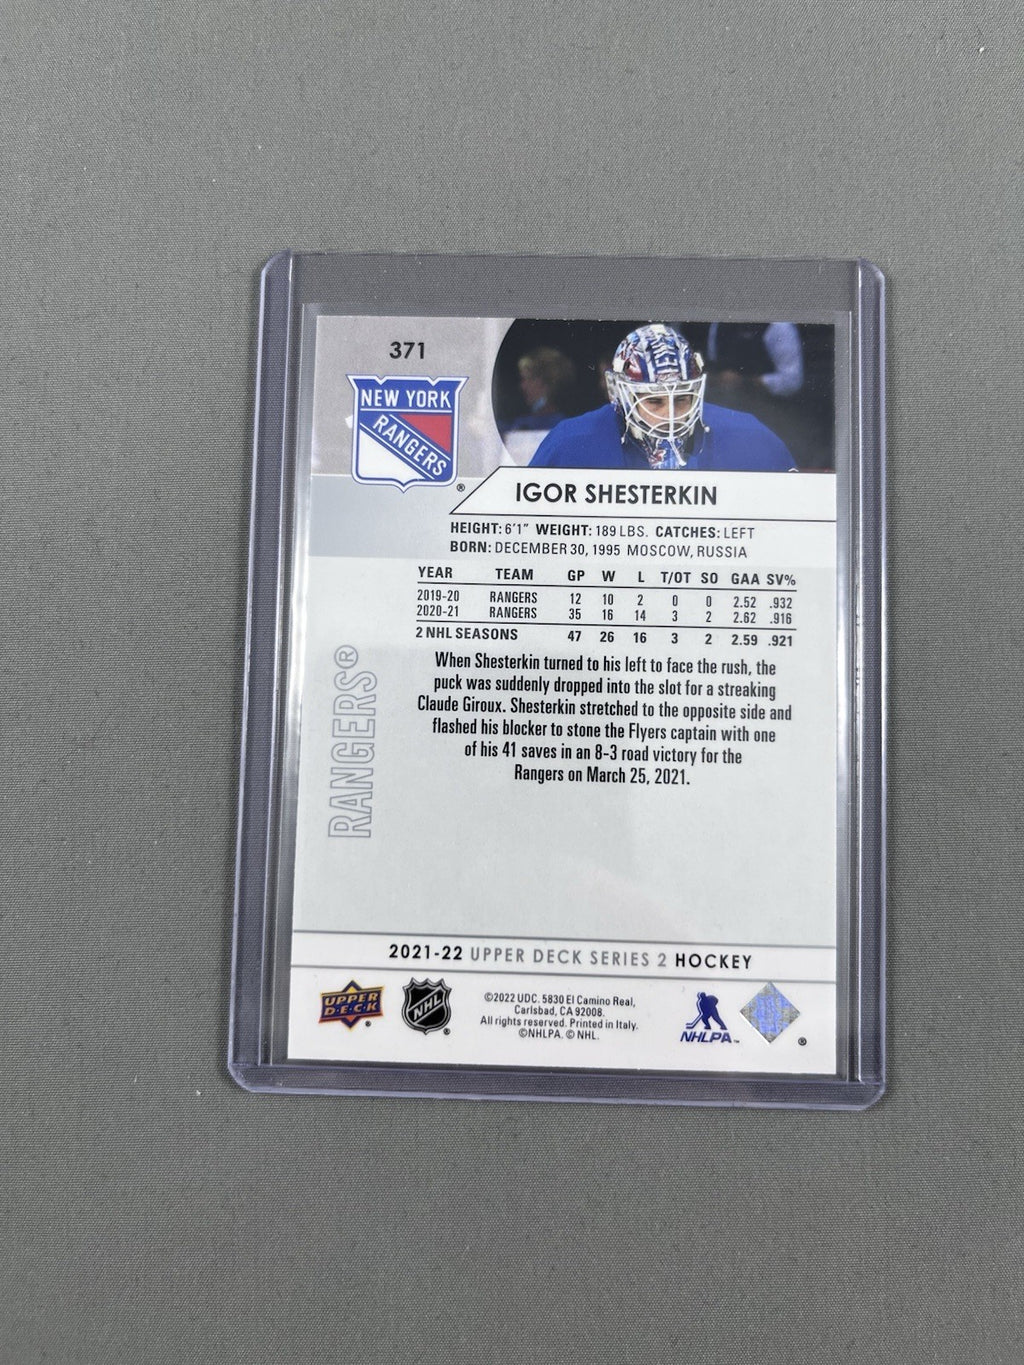 371
NEW YORK
RANGERS
®
IGOR SHESTERKIN
HEIGHT: 6'1" WEIGHT: 189 LBS. CATCHES: LEFT
BORN: DECEMBER 30, 1995 MOSCOW, RUSSIA
YEAR TEAM GP W L T/OT SO GAA SV%
2019-20 RANGERS 12 10 2 0 0 2.52 .932
2020-21 RANGERS 35 16 14 3 2 2.62 .916
2 NHL SEASONS 47 26 16 3 2 2.59 .921
When Shesterkin turned to his left to face the rush, the
puck was suddenly dropped into the slot for a streaking
Claude Giroux. Shesterkin stretched to the opposite side and
flashed his blocker to stone the Flyers captain with one
of his 41 saves in an 8-3 road victory for the
Rangers on March 25, 2021.
RANGERS®
2021-22 UPPER DECK SERIES 2 HOCKEY
UPPER
DECK
®
NHL
®
©2022 UDC. 5830 El Camino Real,
Carlsbad, CA 92008.
All rights reserved. Printed in Italy.
©NHLPA. © NHL.
NHLPA™
®